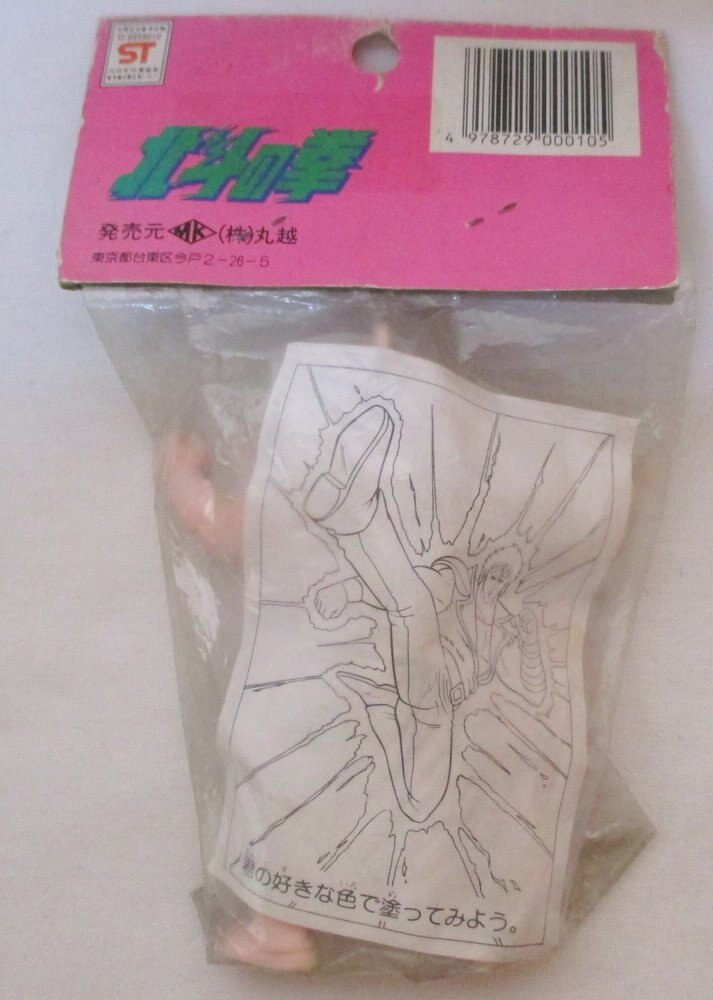 ST
北斗の拳
4 978729 000105
発売元 MK (株)丸越
東京都台東区今戸2-26-5
君の好きな色で塗ってみよう。